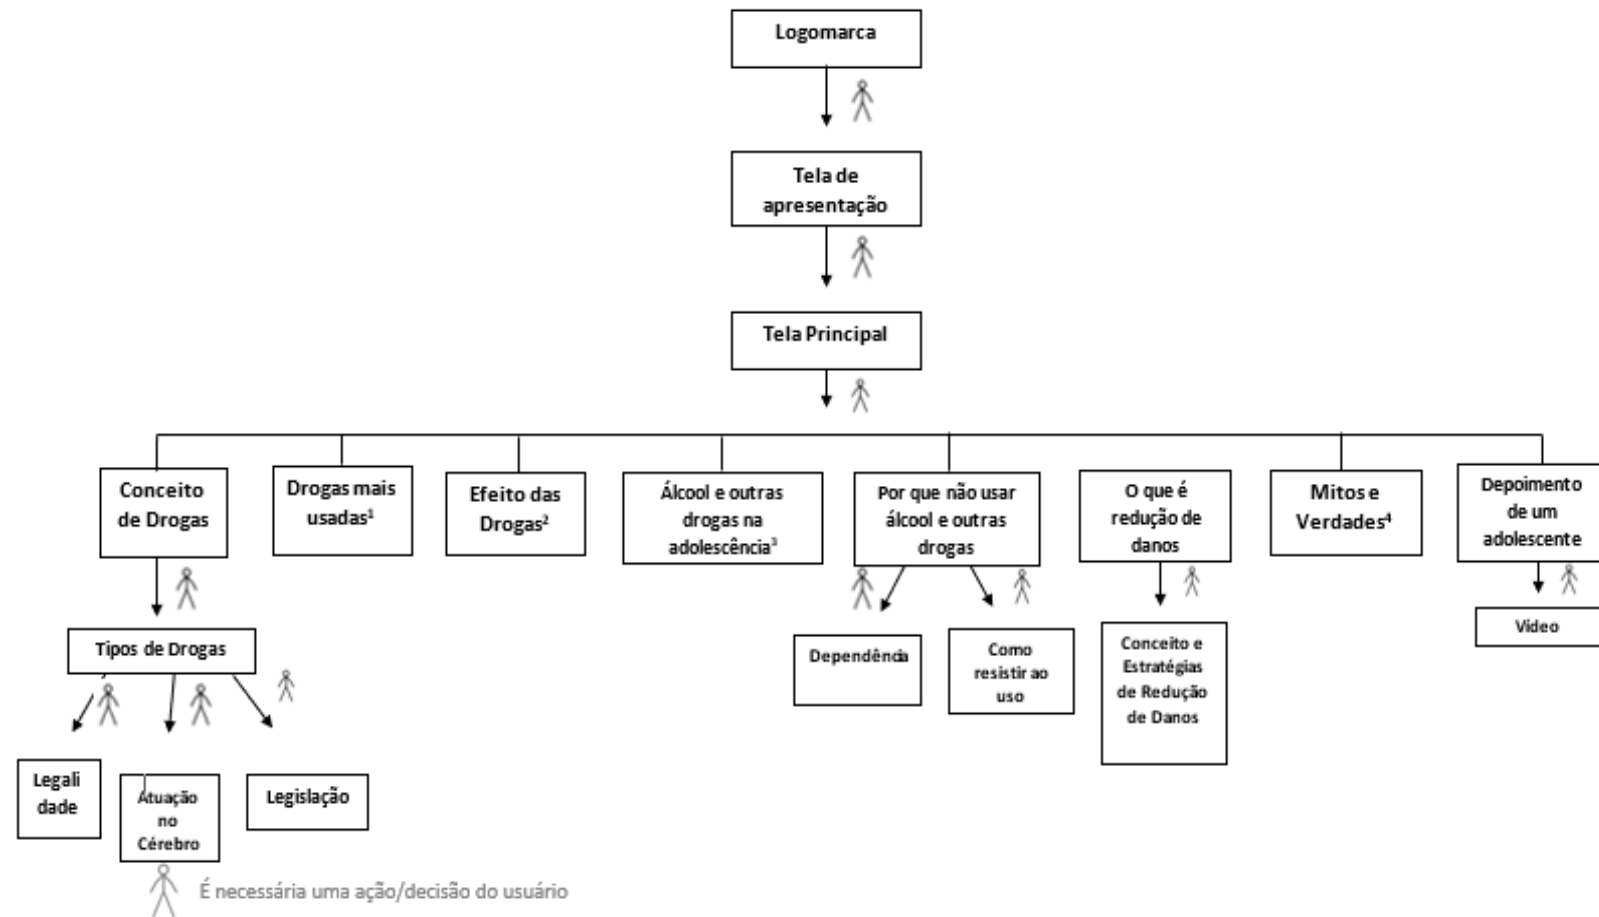 Logomarca
Tela de
apresentação
Tela Principal
Conceito
de Drogas
Drogas mais
usadas¹
Efeito das
Drogas²
Álcool e outras
drogas na
adolescência³
Por que não usar
álcool e outras
drogas
O que é
redução de
danos
Mitos e
Verdades⁴
Depoimento
de um
adolescente
Tipos de Drogas
Dependência
Como
resistir ao
uso
Conceito e
Estratégias
de Redução
de Danos
Vídeo
Legali
dade
Atuação
no
Cérebro
Legislação
É necessária uma ação/decisão do usuário